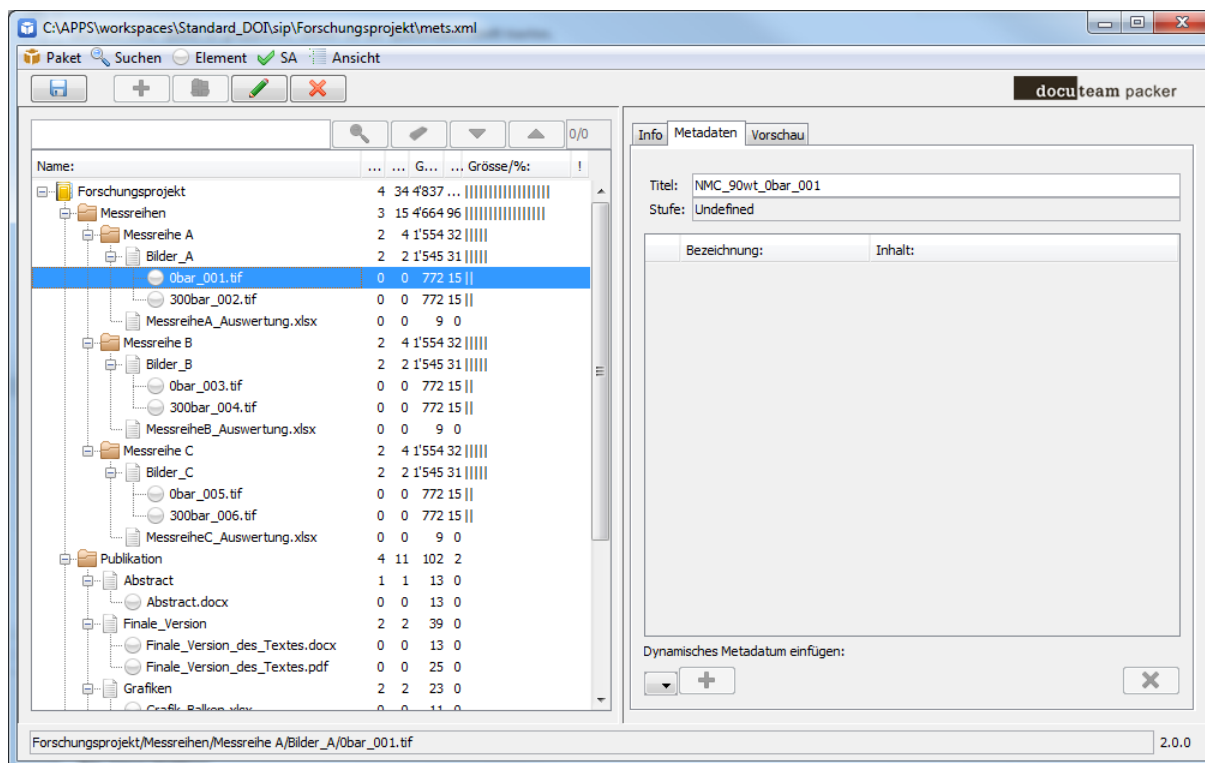 C:\APPS\workspaces\Standard_DOI\sip\Forschungsprojekt\mets.xml
Paket Suchen Element SA Ansicht
docuteam packer
0/0
Name: ... ... G... ... Grösse/%: !
Forschungsprojekt 4 34 4'837 ...
Messreihen 3 15 4'664 96
Messreihe A 2 4 1'554 32
Bilder_A 2 2 1'545 31
0bar_001.tif 0 0 772 15
300bar_002.tif 0 0 772 15
MessreiheA_Auswertung.xlsx 0 0 9 0
Messreihe B 2 4 1'554 32
Bilder_B 2 2 1'545 31
0bar_003.tif 0 0 772 15
300bar_004.tif 0 0 772 15
MessreiheB_Auswertung.xlsx 0 0 9 0
Messreihe C 2 4 1'554 32
Bilder_C 2 2 1'545 31
0bar_005.tif 0 0 772 15
300bar_006.tif 0 0 772 15
MessreiheC_Auswertung.xlsx 0 0 9 0
Publikation 4 11 102 2
Abstract 1 1 13 0
Abstract.docx 0 0 13 0
Finale_Version 2 2 39 0
Finale_Version_des_Textes.docx 0 0 13 0
Finale_Version_des_Textes.pdf 0 0 25 0
Grafiken 2 2 23 0
Grafik_Balken.xlsx 0 0 11 0
Info Metadaten Vorschau
Titel: NMC_90wt_0bar_001
Stufe: Undefined
Bezeichnung: Inhalt:
Dynamisches Metadatum einfügen:
Forschungsprojekt/Messreihen/Messreihe A/Bilder_A/0bar_001.tif
2.0.0